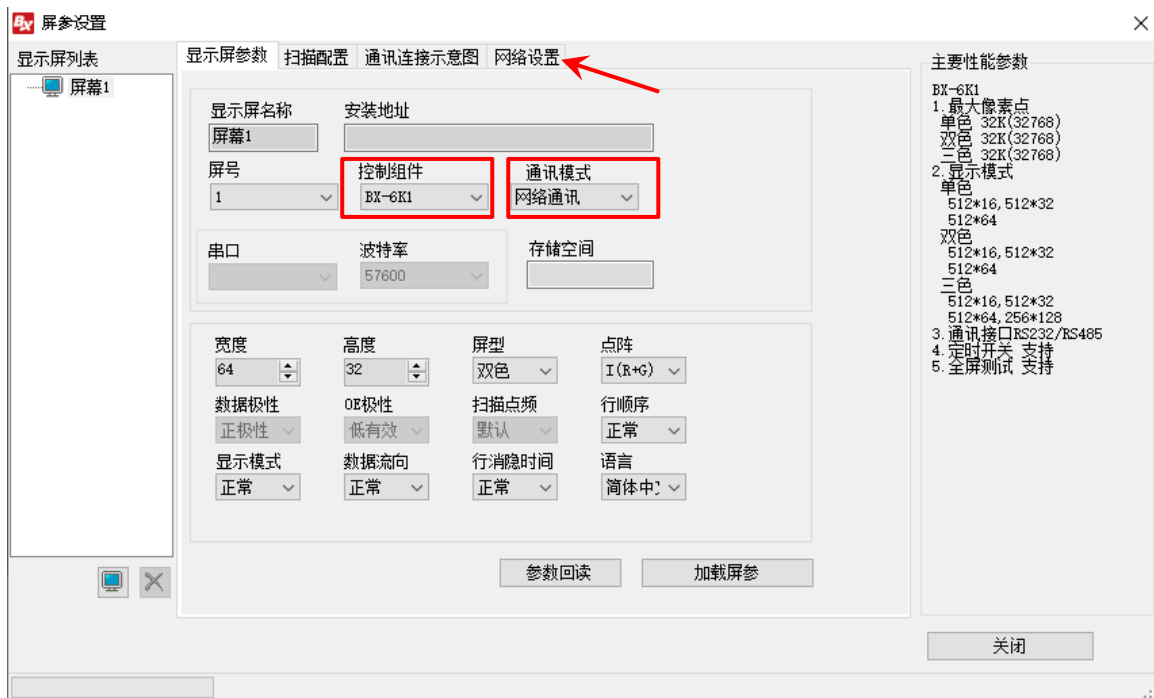 BX 屏参设置
显示屏列表
屏幕1
显示屏参数 扫描配置 通讯连接示意图 网络设置
显示屏名称 安装地址
屏幕1
屏号 控制组件 通讯模式
1 BX-6K1 网络通讯
串口 波特率 存储空间
57600
宽度 高度 屏型 点阵
64 32 双色 I(R+G)
数据极性 OE极性 扫描点频 行顺序
正极性 低有效 默认 正常
显示模式 数据流向 行消隐时间 语言
正常 正常 正常 简体中
参数回读 加载屏参
主要性能参数
BX-6K1
1.最大像素点
单色 32K(32768)
双色 32K(32768)
三色 32K(32768)
2.显示模式
单色
512*16,512*32
512*64
双色
512*16,512*32
512*64
三色
512*16,512*32
512*64,256*128
3.通讯接口RS232/RS485
4.定时开关 支持
5.全屏测试 支持
关闭